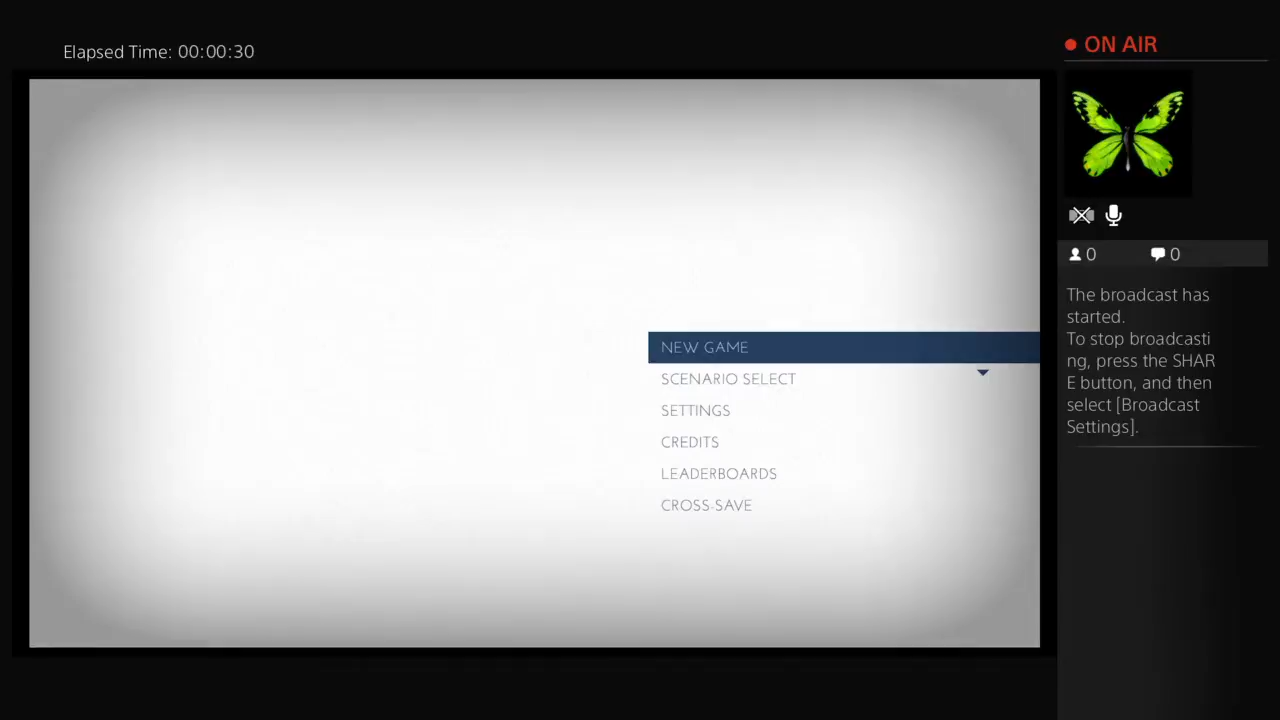 Elapsed Time: 00:00:30
ON AIR
0 0
The broadcast has
started.
To stop broadcasti
ng, press the SHAR
E button, and then
select [Broadcast
Settings].
NEW GAME
SCENARIO SELECT
SETTINGS
CREDITS
LEADERBOARDS
CROSS-SAVE